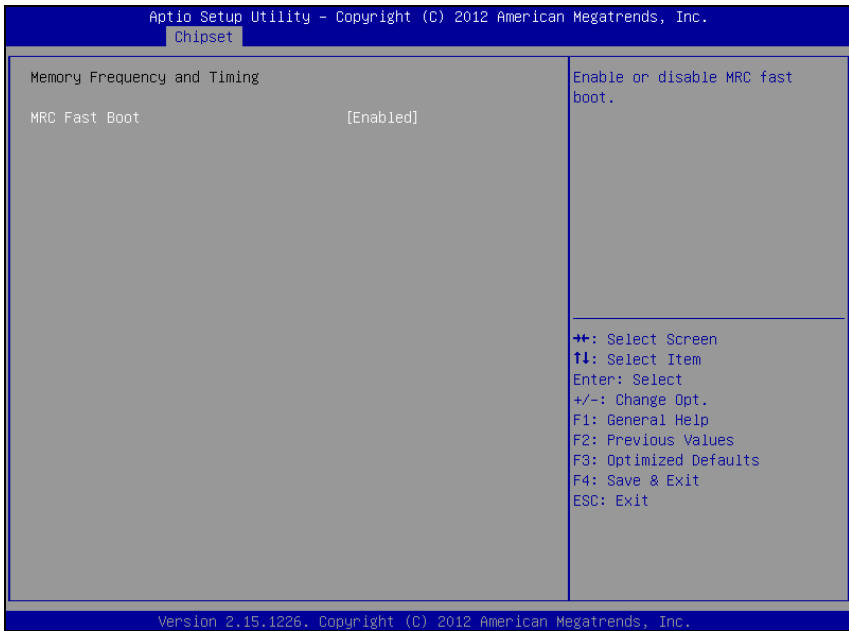 Aptio Setup Utility – Copyright (C) 2012 American Megatrends, Inc.
Chipset
Memory Frequency and Timing
MRC Fast Boot [Enabled]
Enable or disable MRC fast
boot.
→←: Select Screen
↑↓: Select Item
Enter: Select
+/-: Change Opt.
F1: General Help
F2: Previous Values
F3: Optimized Defaults
F4: Save & Exit
ESC: Exit
Version 2.15.1226. Copyright (C) 2012 American Megatrends, Inc.